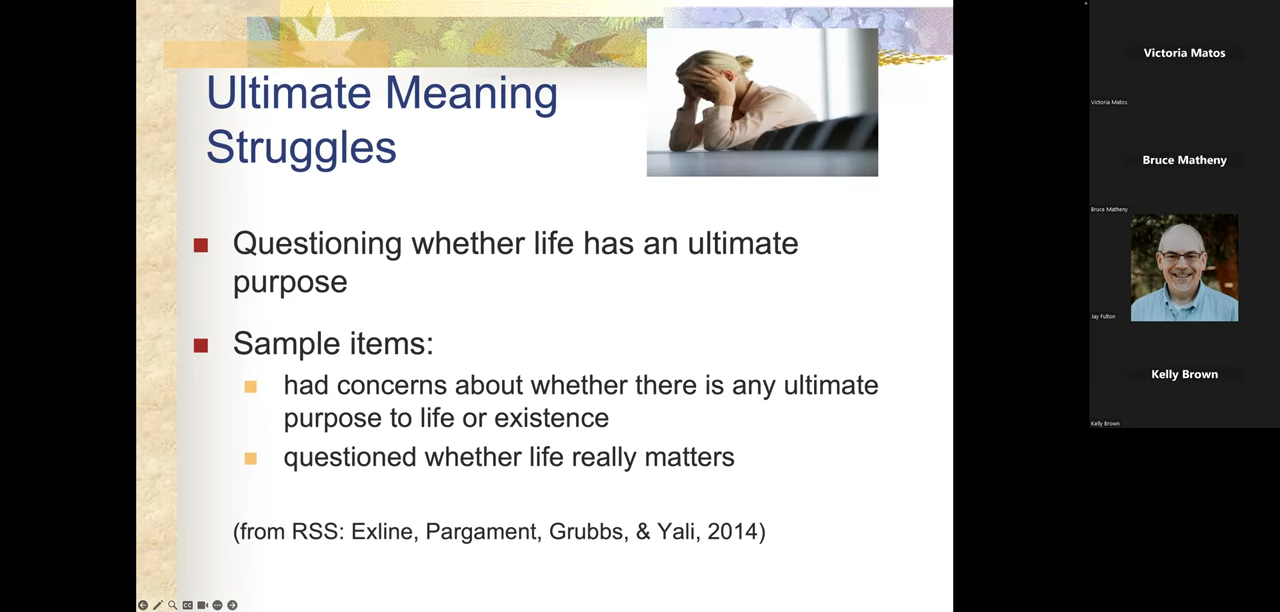 Ultimate Meaning
Struggles
Questioning whether life has an ultimate
purpose
Sample items:
had concerns about whether there is any ultimate
purpose to life or existence
questioned whether life really matters
(from RSS: Exline, Pargament, Grubbs, & Yali, 2014)
Victoria Matos
Victoria Matos
Bruce Matheny
Bruce Matheny
Jay Fulton
Kelly Brown
Kelly Brown